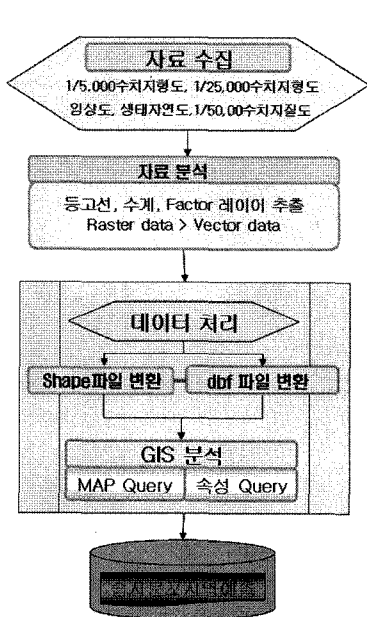 자료 수집
1/5,000수치지형도, 1/25,000수치지형도
임상도, 생태자연도,1/50,00수치지질도
자료 분석
등고선, 수계, Factor 레이어 추출
Raster data > Vector data
데이터 처리
Shape파일 변환 dbf 파일 변환
GIS 분석
MAP Query 속성 Query